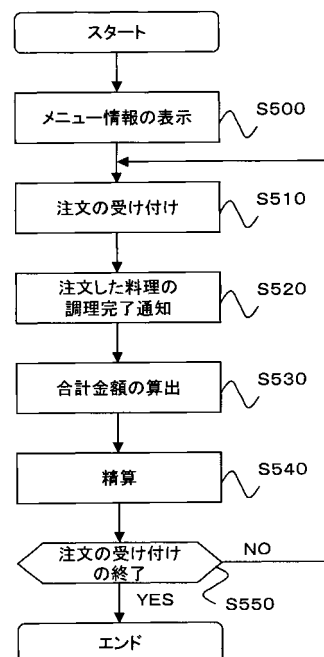 スタート
メニュー情報の表示
S500
注文の受け付け
S510
注文した料理の
調理完了通知
S520
合計金額の算出
S530
精算
S540
注文の受け付け
の終了
NO
S550
YES
エンド